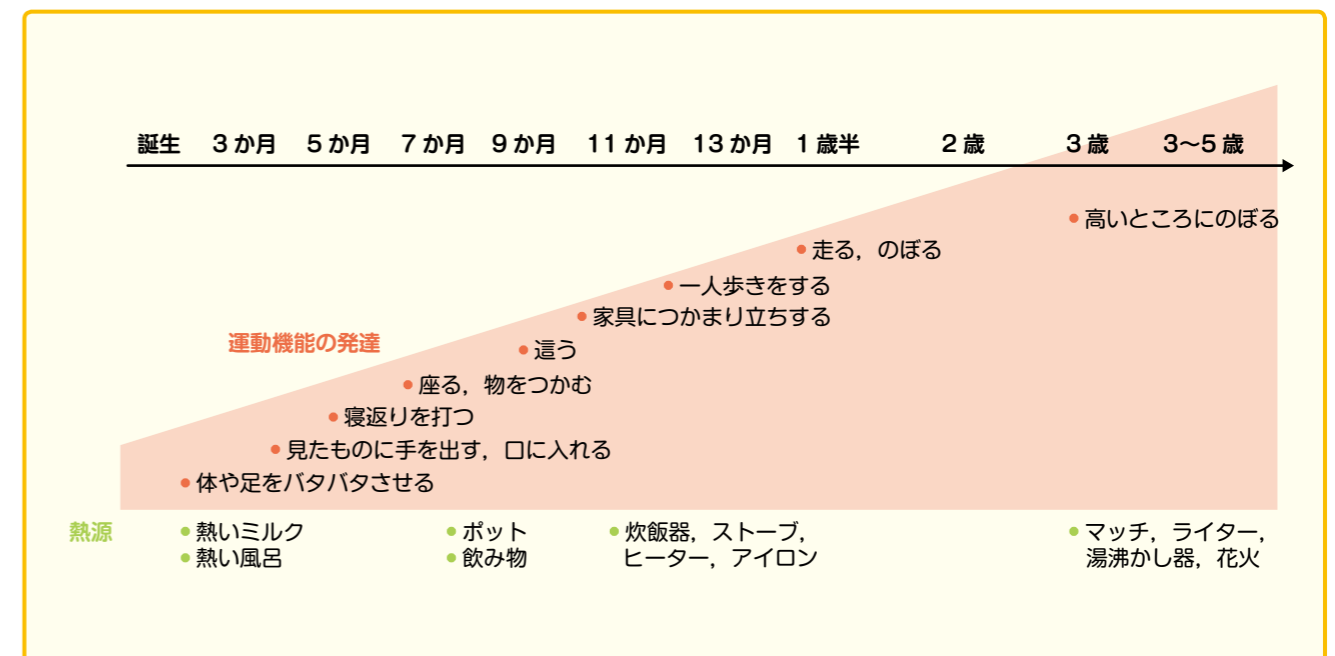 誕生 3か月 5か月 7か月 9か月 11か月 13か月 1歳半 2歳 3歳 3〜5歳
●高いところにのぼる
●走る，のぼる
●一人歩きをする
●家具につかまり立ちする
運動機能の発達
●這う
●座る，物をつかむ
●寝返りを打つ
●見たものに手を出す，口に入れる
●体や足をバタバタさせる
熱源
●熱いミルク
●熱い風呂
●ポット
●飲み物
●炊飯器，ストーブ，
ヒーター，アイロン
●マッチ，ライター，
湯沸かし器，花火